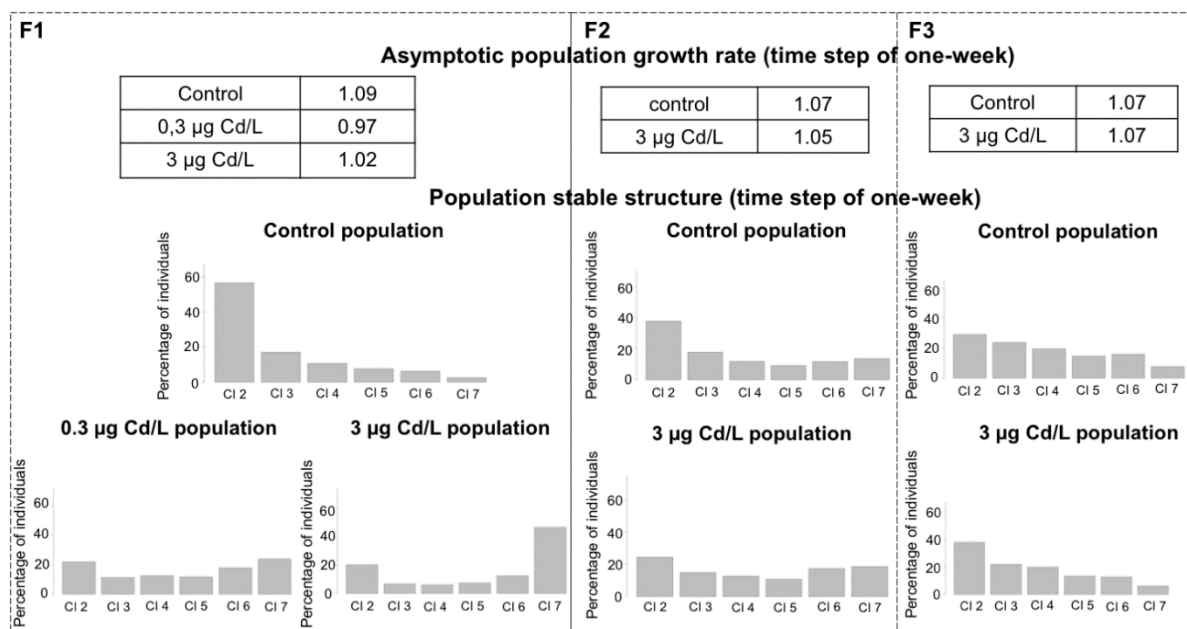 F1 F2 F3
Asymptotic population growth rate (time step of one-week)
Control 1.09
0,3 µg Cd/L 0.97
3 µg Cd/L 1.02
control 1.07
3 µg Cd/L 1.05
Control 1.07
3 µg Cd/L 1.07
Population stable structure (time step of one-week)
Control population
Percentage of individuals
60
40
20
0
Cl 2 Cl 3 Cl 4 Cl 5 Cl 6 Cl 7
0.3 µg Cd/L population
Percentage of individuals
60
40
20
0
Cl 2 Cl 3 Cl 4 Cl 5 Cl 6 Cl 7
3 µg Cd/L population
Percentage of individuals
60
40
20
0
Cl 2 Cl 3 Cl 4 Cl 5 Cl 6 Cl 7
Control population
Percentage of individuals
60
40
20
0
Cl 2 Cl 3 Cl 4 Cl 5 Cl 6 Cl 7
3 µg Cd/L population
Percentage of individuals
60
40
20
0
Cl 2 Cl 3 Cl 4 Cl 5 Cl 6 Cl 7
Control population
Percentage of individuals
60
40
20
0
Cl 2 Cl 3 Cl 4 Cl 5 Cl 6 Cl 7
3 µg Cd/L population
Percentage of individuals
60
40
20
0
Cl 2 Cl 3 Cl 4 Cl 5 Cl 6 Cl 7